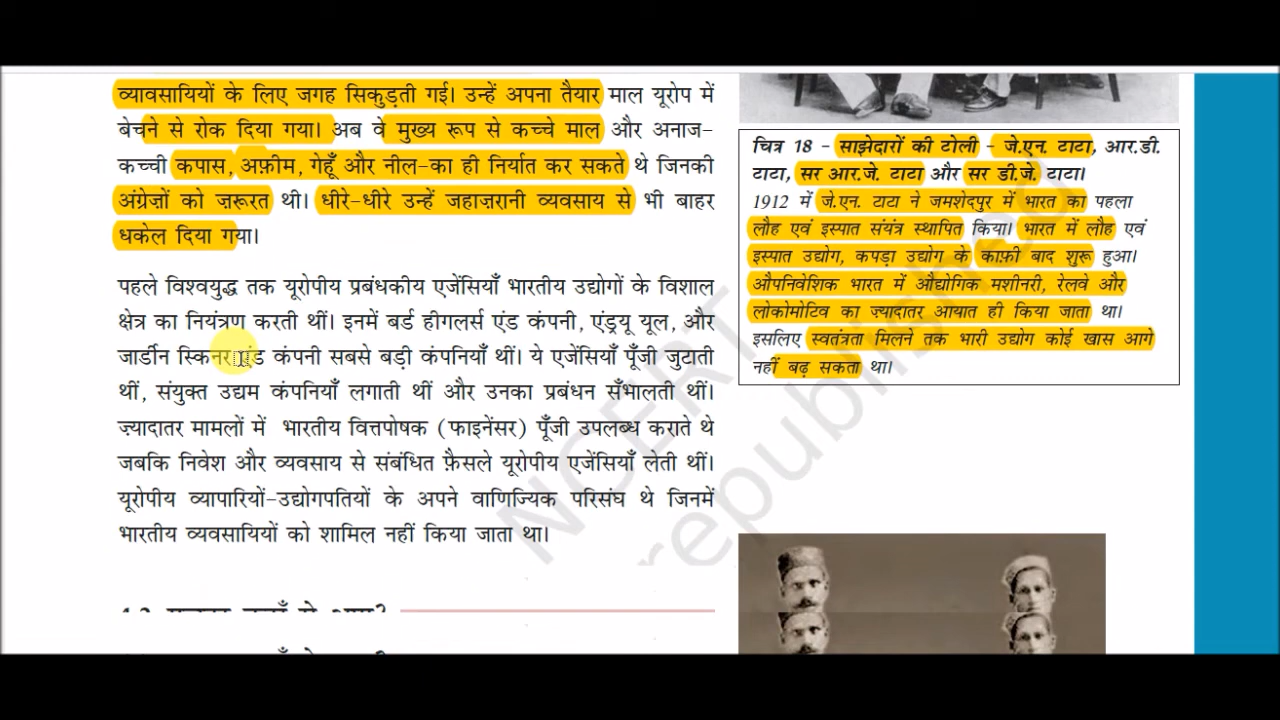 व्यावसायियों के लिए जगह सिकुड़ती गई। उन्हें अपना तैयार माल यूरोप में
बेचने से रोक दिया गया। अब वे मुख्य रूप से कच्चे माल और अनाज-
कच्ची कपास, अफ़ीम, गेहूँ और नील-का ही निर्यात कर सकते थे जिनकी
अंग्रेज़ों को ज़रूरत थी। धीरे-धीरे उन्हें जहाज़रानी व्यवसाय से भी बाहर
धकेल दिया गया।
पहले विश्वयुद्ध तक यूरोपीय प्रबंधकीय एजेंसियाँ भारतीय उद्योगों के विशाल
क्षेत्र का नियंत्रण करती थीं। इनमें बर्ड हीगलर्स एंड कंपनी, एंड्रयू यूल, और
जार्डीन स्किनर एंड कंपनी सबसे बड़ी कंपनियाँ थीं। ये एजेंसियाँ पूँजी जुटाती
थीं, संयुक्त उद्यम कंपनियाँ लगाती थीं और उनका प्रबंधन सँभालती थीं।
ज़्यादातर मामलों में भारतीय वित्तपोषक (फाइनेंसर) पूँजी उपलब्ध कराते थे
जबकि निवेश और व्यवसाय से संबंधित फ़ैसले यूरोपीय एजेंसियाँ लेती थीं।
यूरोपीय व्यापारियों-उद्योगपतियों के अपने वाणिज्यिक परिसंघ थे जिनमें
भारतीय व्यवसायियों को शामिल नहीं किया जाता था।
चित्र 18 - साझेदारों की टोली - जे.एन. टाटा, आर.डी.
टाटा, सर आर.जे. टाटा और सर डी.जे. टाटा।
1912 में जे.एन. टाटा ने जमशेदपुर में भारत का पहला
लौह एवं इस्पात संयंत्र स्थापित किया। भारत में लौह एवं
इस्पात उद्योग, कपड़ा उद्योग के काफ़ी बाद शुरू हुआ।
औपनिवेशिक भारत में औद्योगिक मशीनरी, रेलवे और
लोकोमोटिव का ज्यादातर आयात ही किया जाता था।
इसलिए स्वतंत्रता मिलने तक भारी उद्योग कोई खास आगे
नहीं बढ़ सकता था।
NCERT
republished